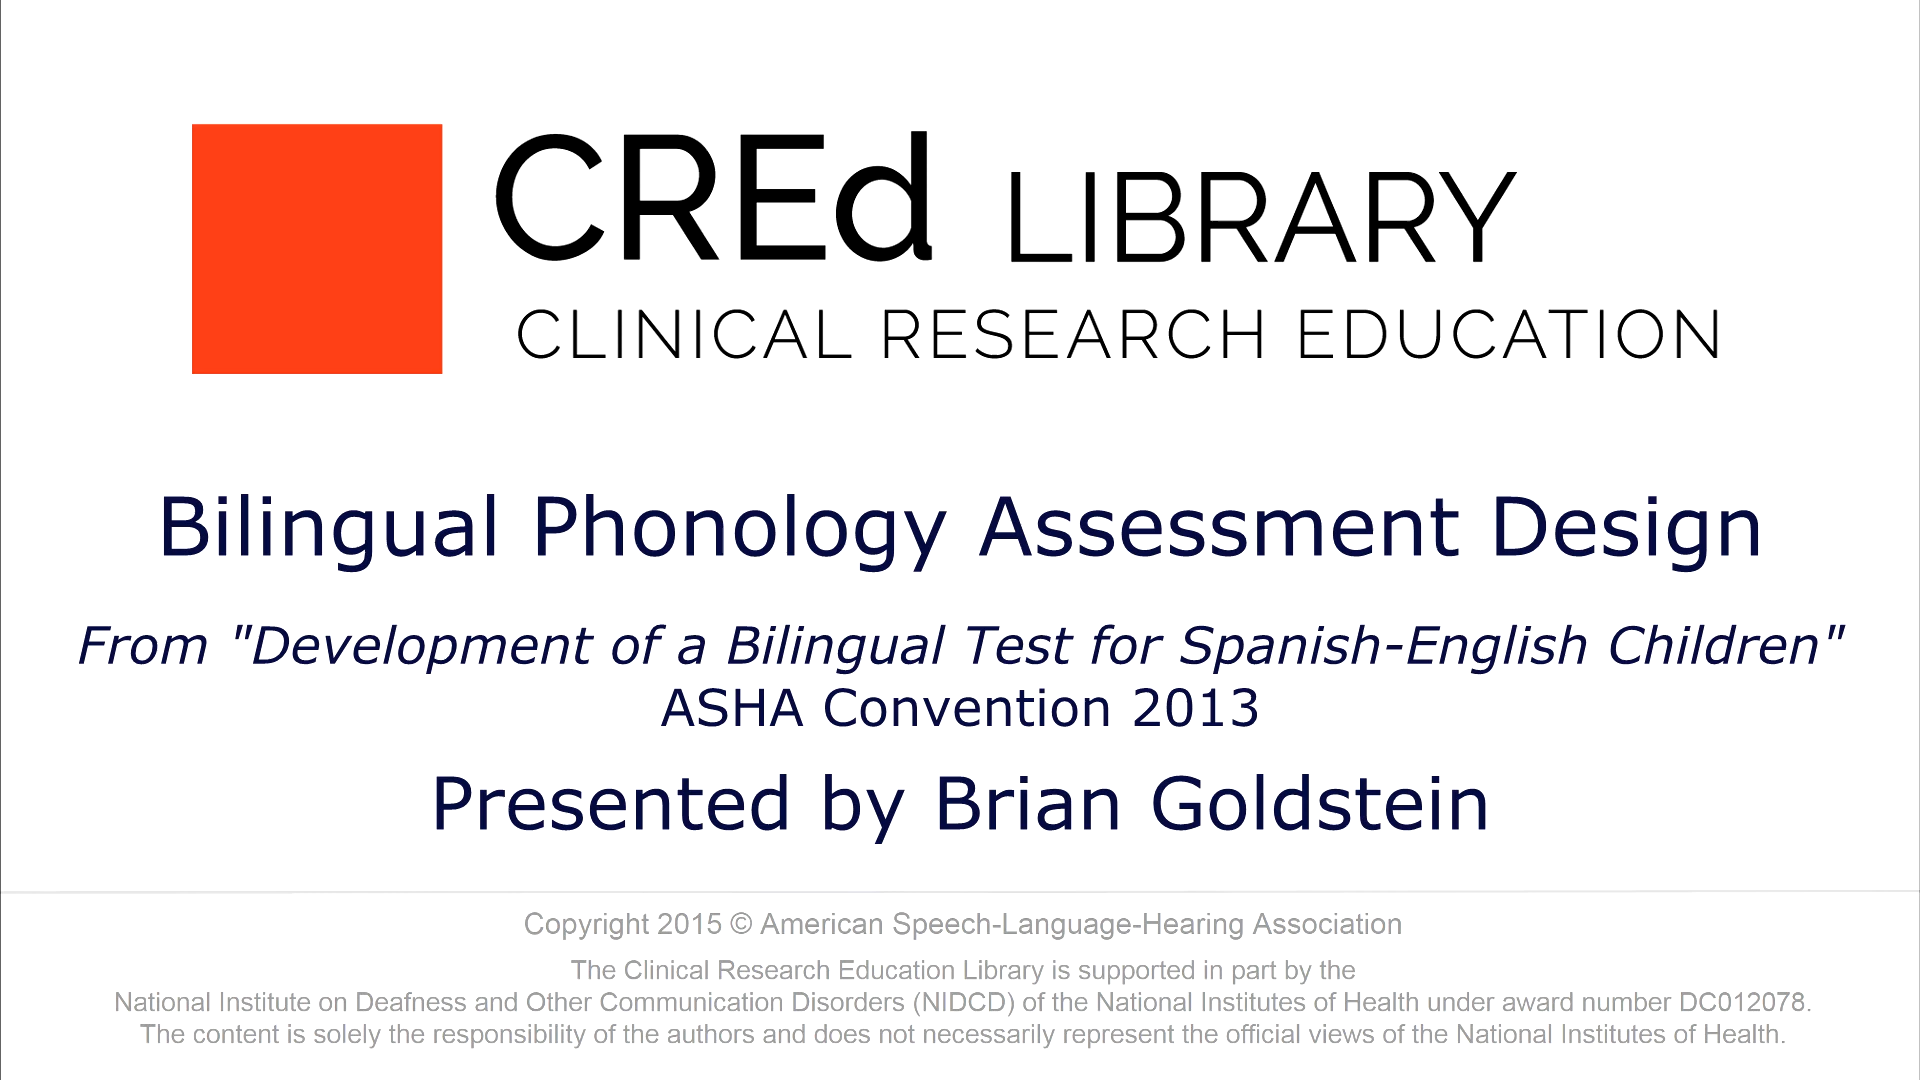 CREd LIBRARY
CLINICAL RESEARCH EDUCATION
Bilingual Phonology Assessment Design
From "Development of a Bilingual Test for Spanish-English Children"
ASHA Convention 2013
Presented by Brian Goldstein
Copyright 2015 © American Speech-Language-Hearing Association
The Clinical Research Education Library is supported in part by the
National Institute on Deafness and Other Communication Disorders (NIDCD) of the National Institutes of Health under award number DC012078.
The content is solely the responsibility of the authors and does not necessarily represent the official views of the National Institutes of Health.